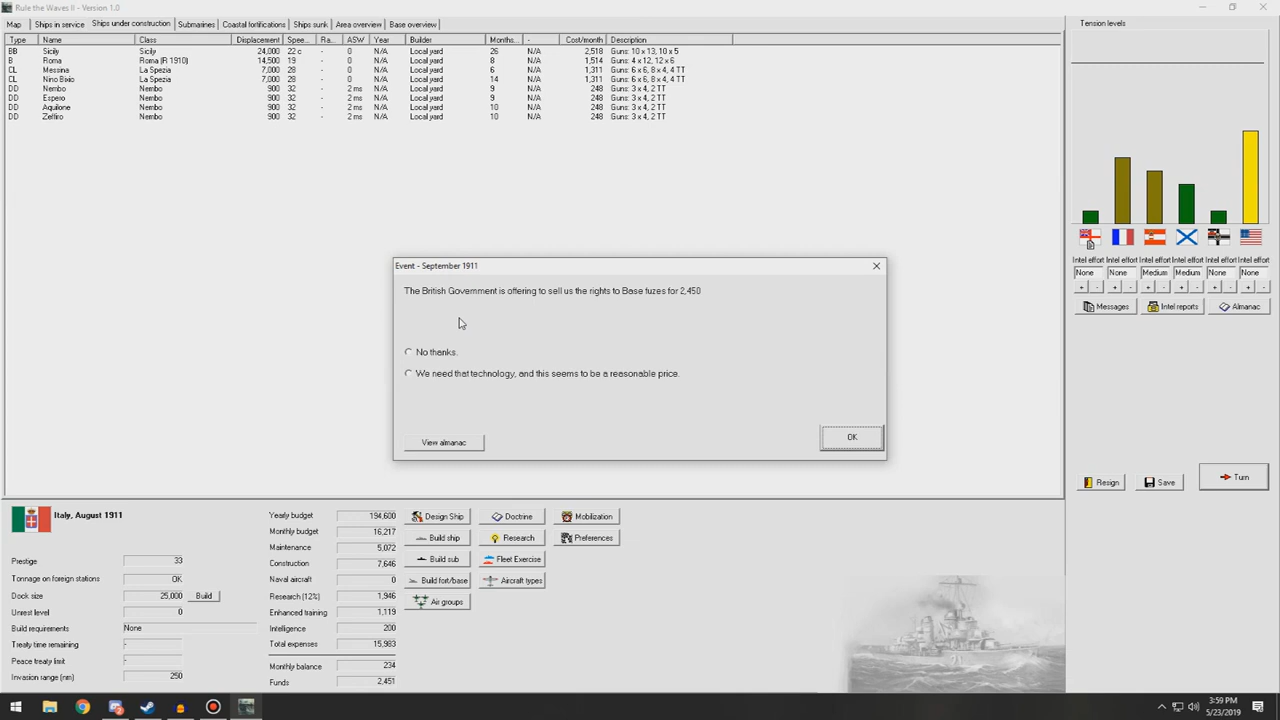 Rule the Waves II - Version 1.0
Map Ships in service Ships under construction Submarines Coastal fortifications Ships sunk Area overview Base overview
Type Name Class Displacement Spee... Ra... ASW Year Builder Months... - Cost/month Description
BB Sicily Sicily 24,000 22 c - 0 N/A Local yard 26 N/A 2,518 Guns: 10 x 13, 10 x 5
B Roma Roma (R 1910) 14,500 19 - 0 N/A Local yard 8 N/A 1,514 Guns: 4 x 12, 12 x 6
CL Messina La Spezia 7,000 28 - 0 N/A Local yard 6 N/A 1,311 Guns: 6 x 6, 8 x 4, 4 TT
CL Nino Bixio La Spezia 7,000 28 - 0 N/A Local yard 14 N/A 1,311 Guns: 6 x 6, 8 x 4, 4 TT
DD Nembo Nembo 900 32 - 2 ms N/A Local yard 9 N/A 248 Guns: 3 x 4, 2 TT
DD Espero Nembo 900 32 - 2 ms N/A Local yard 9 N/A 248 Guns: 3 x 4, 2 TT
DD Aquilone Nembo 900 32 - 2 ms N/A Local yard 10 N/A 248 Guns: 3 x 4, 2 TT
DD Zeffiro Nembo 900 32 - 2 ms N/A Local yard 10 N/A 248 Guns: 3 x 4, 2 TT
Tension levels
Intel effort Intel effort Intel effort Intel effort Intel effort Intel effort
None None Medium Medium None None
+ - + - + - + - + - + -
Messages Intel reports Almanac
Event - September 1911
The British Government is offering to sell us the rights to Base fuzes for 2,450
No thanks.
We need that technology, and this seems to be a reasonable price.
View almanac OK
Resign Save Turn
Italy, August 1911
Prestige 33
Tonnage on foreign stations OK
Dock size 25,000 Build
Unrest level 0
Build requirements None
Treaty time remaining -
Peace treaty limit -
Invasion range (nm) 250
Yearly budget 194,600
Monthly budget 16,217
Maintenance 5,072
Construction 7,646
Naval aircraft 0
Research (12%) 1,946
Enhanced training 1,119
Intelligence 200
Total expenses 15,983
Monthly balance 234
Funds 2,451
Design Ship Doctrine Mobilization
Build ship Research Preferences
Build sub Fleet Exercise
Build fort/base Aircraft types
Air groups
3:59 PM
5/23/2019